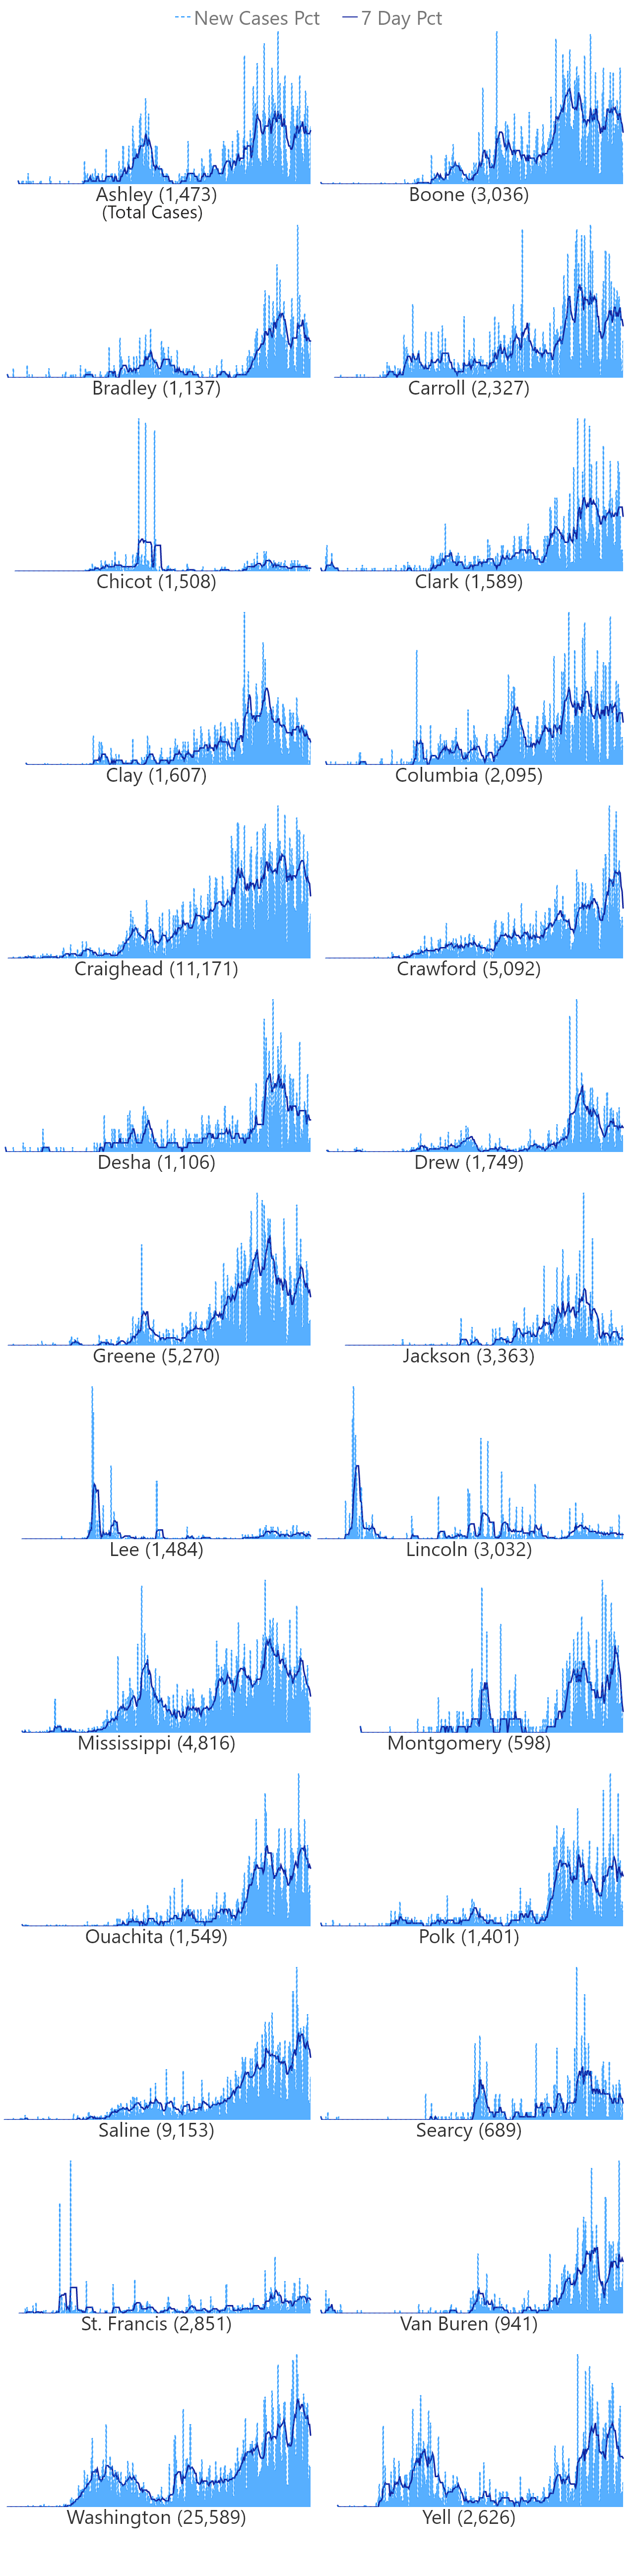 New Cases Pct 7 Day Pct
Ashley (1,473) Boone (3,036)
(Total Cases)
Bradley (1,137) Carroll (2,327)
Chicot (1,508) Clark (1,589)
Clay (1,607) Columbia (2,095)
Craighead (11,171) Crawford (5,092)
Desha (1,106) Drew (1,749)
Greene (5,270) Jackson (3,363)
Lee (1,484) Lincoln (3,032)
Mississippi (4,816) Montgomery (598)
Ouachita (1,549) Polk (1,401)
Saline (9,153) Searcy (689)
St. Francis (2,851) Van Buren (941)
Washington (25,589) Yell (2,626)